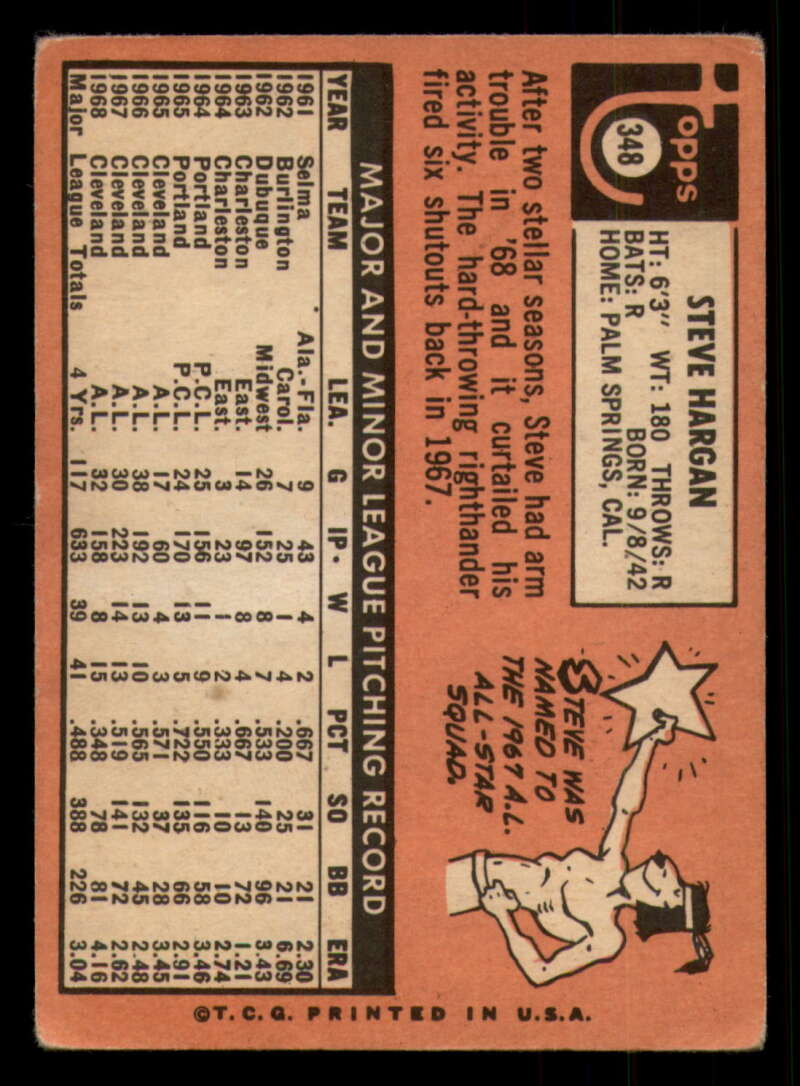 Topps
348
STEVE HARGAN
HT: 6'3" WT: 180 THROWS: R
BATS: R BORN: 9/8/42
HOME: PALM SPRINGS, CAL.
After two stellar seasons, Steve had arm
trouble in '68 and it curtailed his
activity. The hard-throwing righthander
fired six shutouts back in 1967.
STEVE WAS
NAMED TO
THE 1967 A.L.
ALL-STAR
SQUAD.
MAJOR AND MINOR LEAGUE PITCHING RECORD
YEAR TEAM LEA. G IP. W L PCT SO BB ERA
1961 Selma Ala.-Fla. 9 43 4 2 .667 31 21 2.30
1962 Burlington Carol. 7 25 1 4 .200 25 21 6.69
1962 Dubuque Midwest 26 152 8 7 .533 140 96 3.43
1963 Charleston East. 14 97 8 4 .667 13 72 1.21
1964 Charleston East. 3 23 1 2 .333 10 10 2.74
1964 Portland P.C.L. 25 156 11 9 .550 116 58 3.46
1965 Portland P.C.L. 24 170 13 5 .722 135 66 2.91
1965 Cleveland A.L. 17 60 4 3 .571 37 28 3.45
1966 Cleveland A.L. 38 192 13 10 .565 132 45 2.48
1967 Cleveland A.L. 30 223 14 13 .519 141 72 2.62
1968 Cleveland A.L. 32 158 8 15 .348 78 81 4.16
Major League Totals 4 Yrs. 117 633 39 41 .488 388 226 3.04
©T.C.G. PRINTED IN U.S.A.